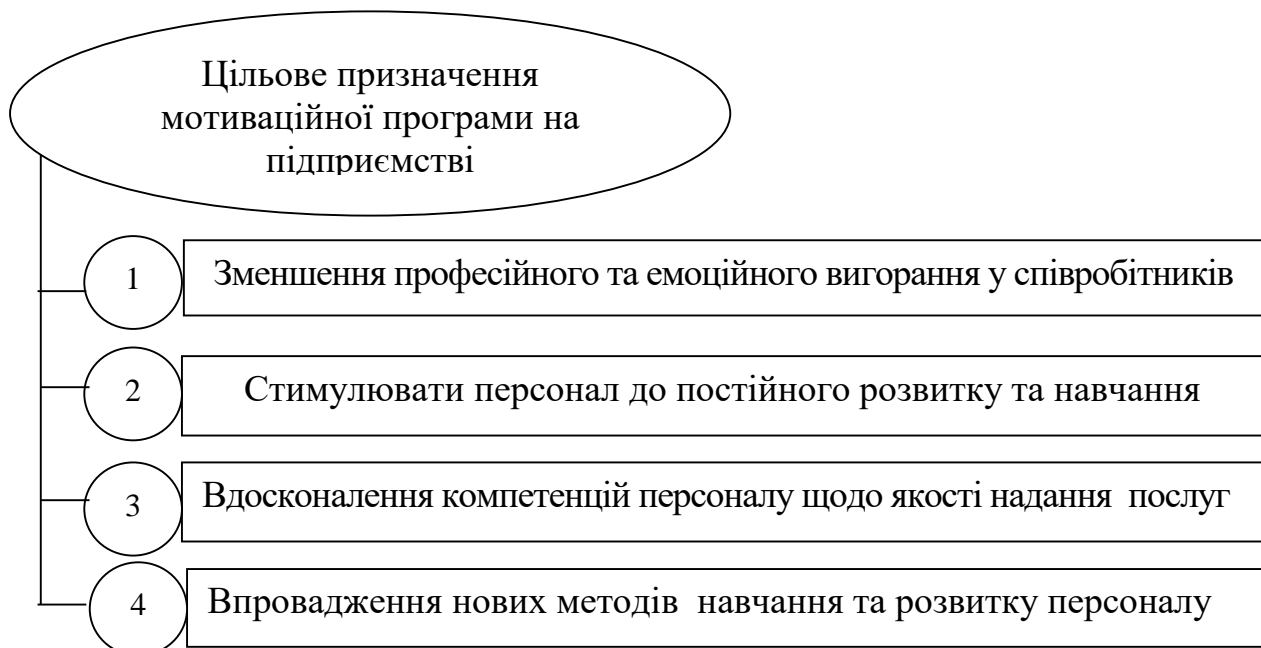 Цільове призначення
мотиваційної програми на
підприємстві
1 Зменшення професійного та емоційного вигорання у співробітників
2 Стимулювати персонал до постійного розвитку та навчання
3 Вдосконалення компетенцій персоналу щодо якості надання послуг
4 Впровадження нових методів навчання та розвитку персоналу